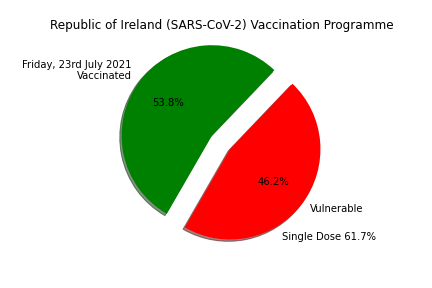 Republic of Ireland (SARS-CoV-2) Vaccination Programme
Friday, 23rd July 2021
Vaccinated
53.8%
46.2%
Vulnerable
Single Dose 61.7%